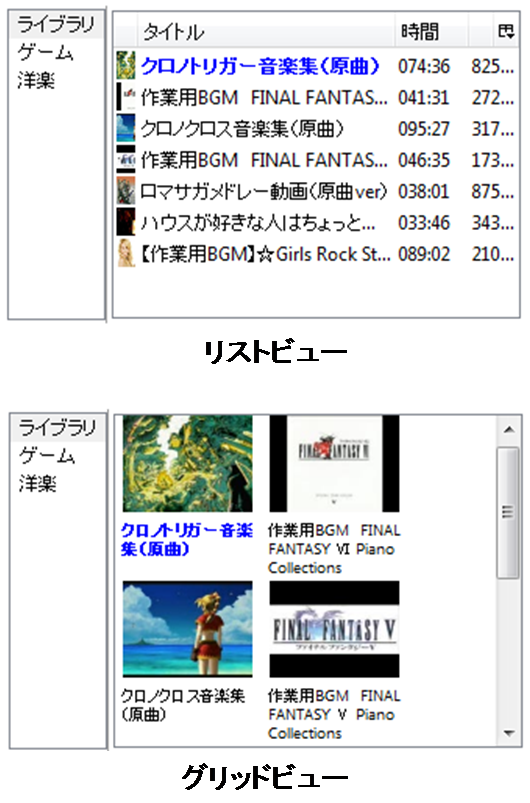 ライブラリ
ゲーム
洋楽
タイトル 時間
クロノトリガー音楽集(原曲) 074:36 825...
作業用BGM FINAL FANTAS... 041:31 272...
クロノクロス音楽集(原曲) 095:27 317...
作業用BGM FINAL FANTAS... 046:35 173...
ロマサガメドレー動画(原曲ver) 038:01 875...
ハウスが好きな人はちょっと... 033:46 343...
【作業用BGM】☆Girls Rock St... 089:02 210...
リストビュー
ライブラリ
ゲーム
洋楽
クロノトリガー音楽
集(原曲)
FINAL FANTASY VI
作業用BGM FINAL
FANTASY Ⅵ Piano
Collections
クロノクロス音楽集
(原曲)
FINAL FANTASY V
ファイナルファンタジーV
作業用BGM FINAL
FANTASY Ⅴ Piano
Collections
グリッドビュー